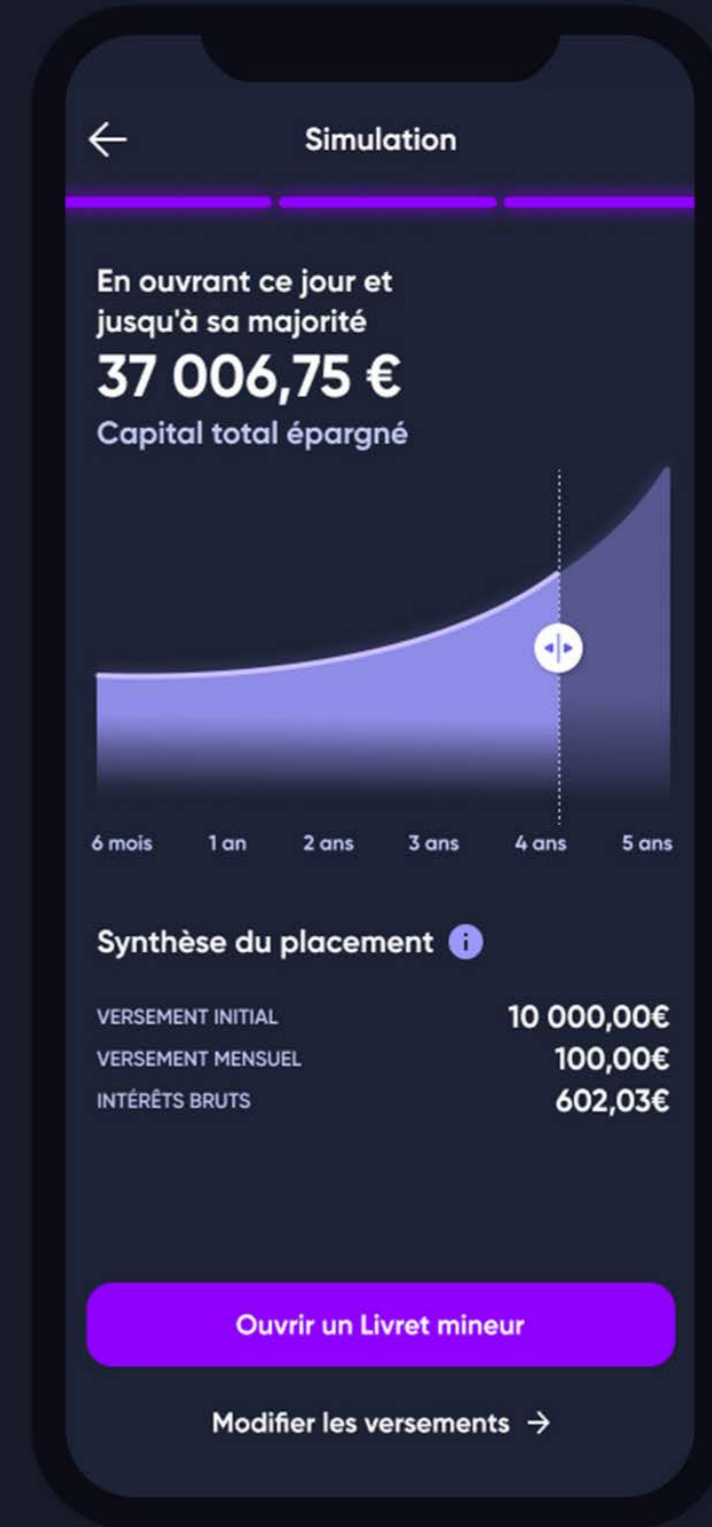 Simulation
En ouvrant ce jour et
jusqu'à sa majorité
37 006,75 €
Capital total épargné
6 mois 1 an 2 ans 3 ans 4 ans 5 ans
Synthèse du placement i
VERSEMENT INITIAL 10 000,00€
VERSEMENT MENSUEL 100,00€
INTÉRÊTS BRUTS 602,03€
Ouvrir un Livret mineur
Modifier les versements →